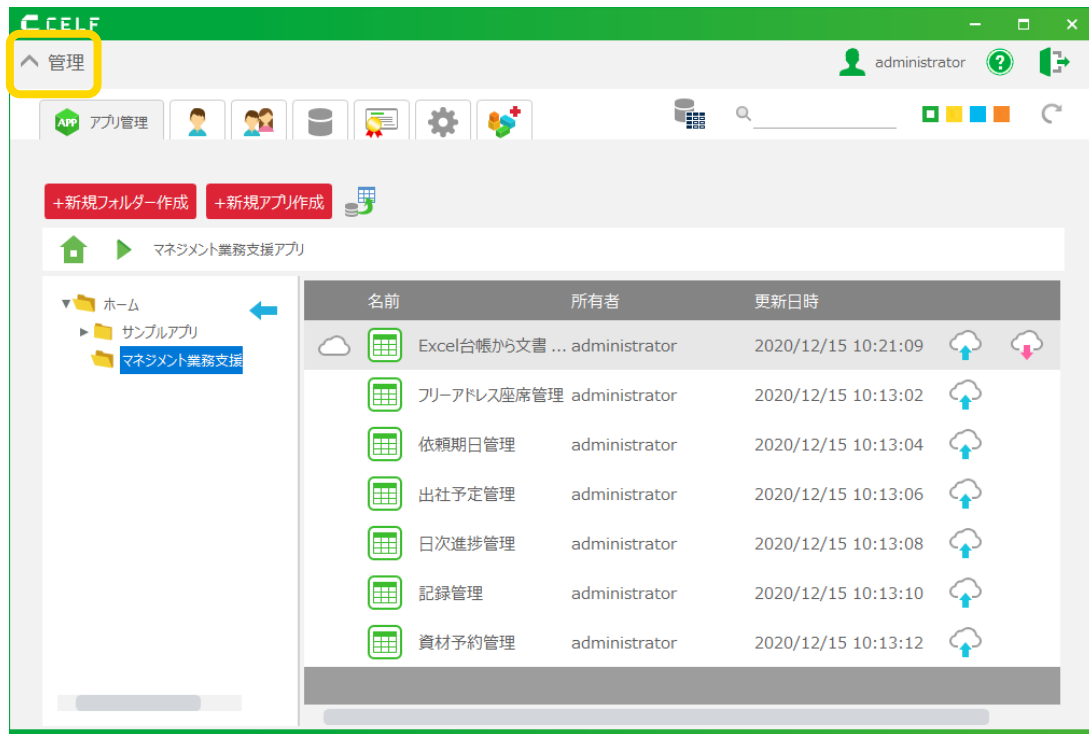 CELF
管理
administrator
?
APP アプリ管理
+新規フォルダー作成 +新規アプリ作成
マネジメント業務支援アプリ
ホーム
サンプルアプリ
マネジメント業務支援
名前 所有者 更新日時
Excel台帳から文書 ... administrator 2020/12/15 10:21:09
フリーアドレス座席管理 administrator 2020/12/15 10:13:02
依頼期日管理 administrator 2020/12/15 10:13:04
出社予定管理 administrator 2020/12/15 10:13:06
日次進捗管理 administrator 2020/12/15 10:13:08
記録管理 administrator 2020/12/15 10:13:10
資材予約管理 administrator 2020/12/15 10:13:12